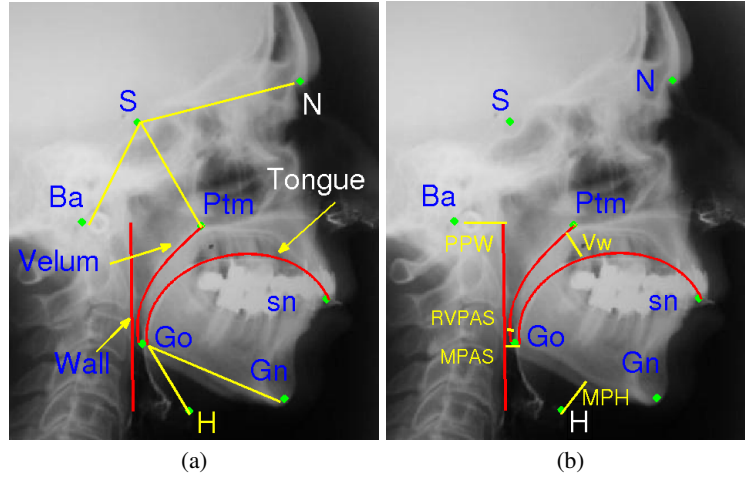 S
N
Ba
Ptm
Tongue
Velum
sn
Go
Wall
Gn
H
(a)
S
N
Ba
Ptm
PPW
Vw
sn
RVPAS
Go
MPAS
Gn
MPH
H
(b)